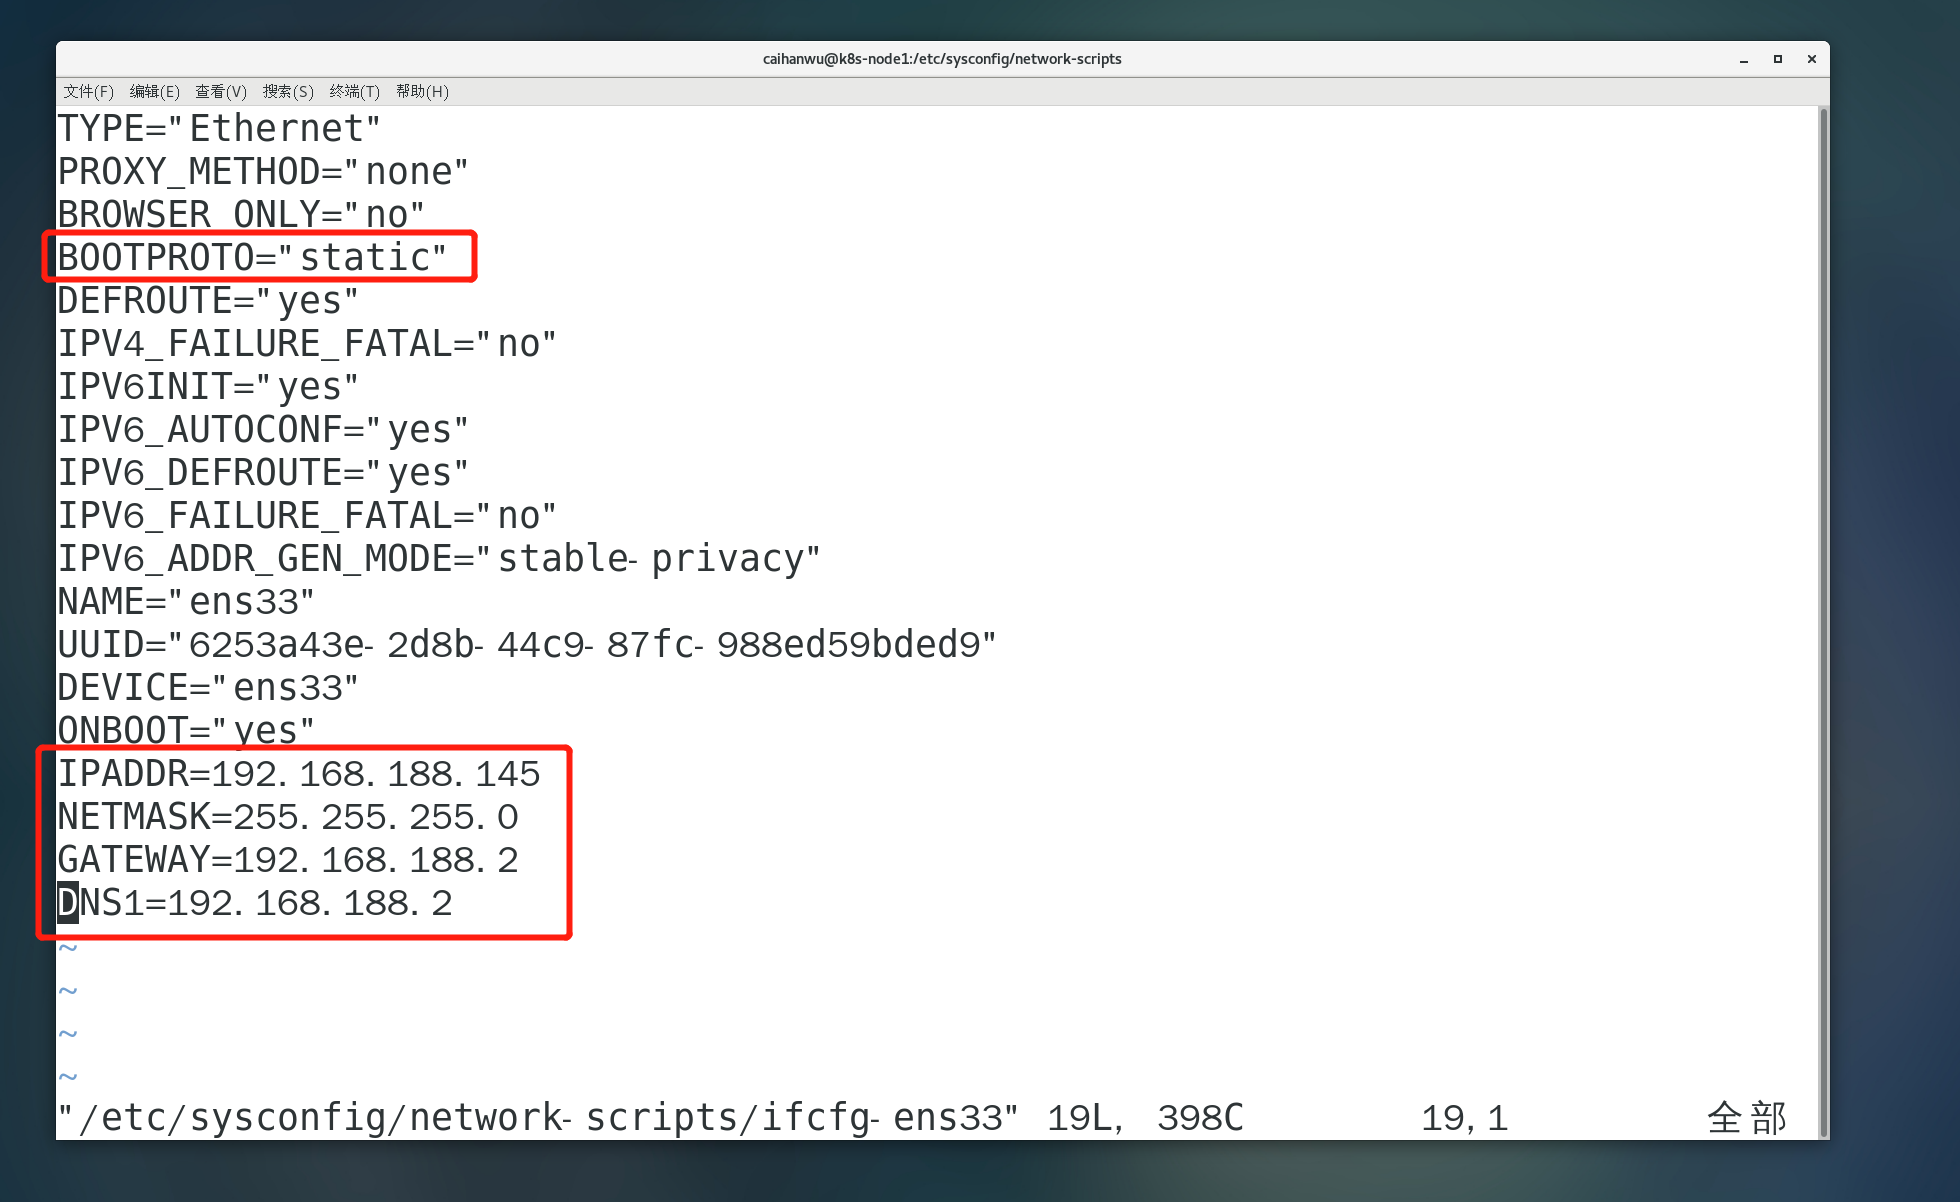 caihanwu@k8s-node1:/etc/sysconfig/network-scripts
文件(F) 编辑(E) 查看(V) 搜索(S) 终端(T) 帮助(H)
TYPE="Ethernet"
PROXY_METHOD="none"
BROWSER_ONLY="no"
BOOTPROTO="static"
DEFROUTE="yes"
IPV4_FAILURE_FATAL="no"
IPV6INIT="yes"
IPV6_AUTOCONF="yes"
IPV6_DEFROUTE="yes"
IPV6_FAILURE_FATAL="no"
IPV6_ADDR_GEN_MODE="stable-privacy"
NAME="ens33"
UUID="6253a43e-2d8b-44c9-87fc-988ed59bded9"
DEVICE="ens33"
ONBOOT="yes"
IPADDR=192.168.188.145
NETMASK=255.255.255.0
GATEWAY=192.168.188.2
DNS1=192.168.188.2
~
~
~
~
"/etc/sysconfig/network-scripts/ifcfg-ens33" 19L, 398C 19,1 全部